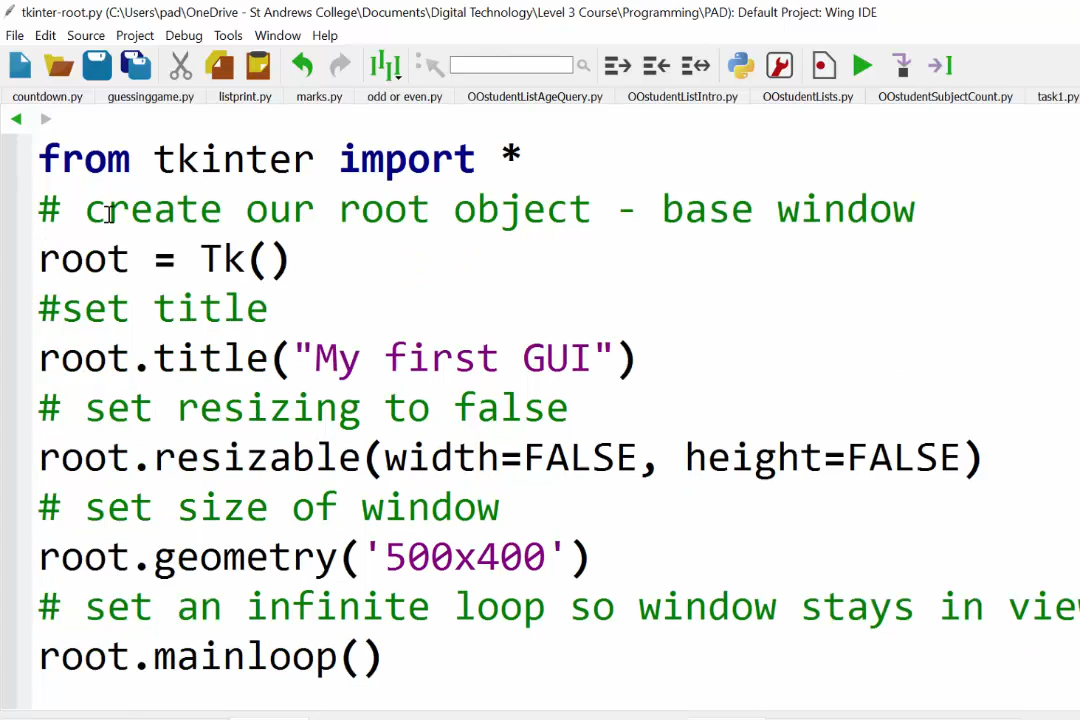 tkinter-root.py (C:\Users\pad\OneDrive - St Andrews College\Documents\Digital Technology\Level 3 Course\Programming\PAD): Default Project: Wing IDE
File Edit Source Project Debug Tools Window Help
countdown.py guessinggame.py listprint.py marks.py odd or even.py OOstudentListAgeQuery.py OOstudentListIntro.py OOstudentLists.py OOstudentSubjectCount.py task1.py
from tkinter import *
# create our root object - base window
root = Tk()
#set title
root.title("My first GUI")
# set resizing to false
root.resizable(width=FALSE, height=FALSE)
# set size of window
root.geometry('500x400')
# set an infinite loop so window stays in vie
root.mainloop()